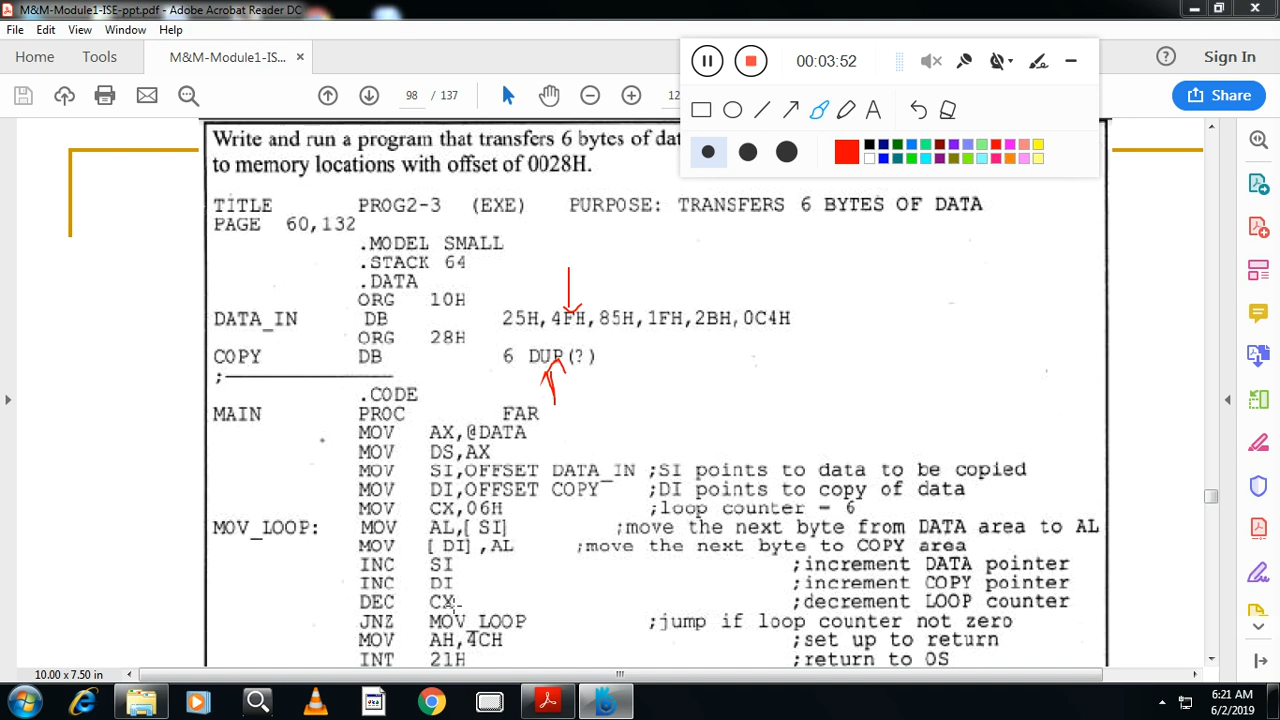 M&M-Module1-ISE-ppt.pdf - Adobe Acrobat Reader DC
File Edit View Window Help
Home Tools M&M-Module1-IS... × 00:03:52 Sign In
98 / 137 12 Share
Write and run a program that transfers 6 bytes of dat
to memory locations with offset of 0028H.
TITLE PROG2-3 (EXE) PURPOSE: TRANSFERS 6 BYTES OF DATA
PAGE 60,132
.MODEL SMALL
.STACK 64
.DATA
ORG 10H
DATA_IN DB 25H,4FH,85H,1FH,2BH,0C4H
ORG 28H
COPY DB 6 DUP(?)
;
.CODE
MAIN PROC FAR
MOV AX,@DATA
MOV DS,AX
MOV SI,OFFSET DATA_IN ;SI points to data to be copied
MOV DI,OFFSET COPY ;DI points to copy of data
MOV CX,06H ;loop counter = 6
MOV_LOOP: MOV AL,[SI] ;move the next byte from DATA area to AL
MOV [DI],AL ;move the next byte to COPY area
INC SI ;increment DATA pointer
INC DI ;increment COPY pointer
DEC CX ;decrement LOOP counter
JNZ MOV_LOOP ;jump if loop counter not zero
MOV AH,4CH ;set up to return
INT 21H ;return to OS
10.00 x 7.50 in
6:21 AM
6/2/2019